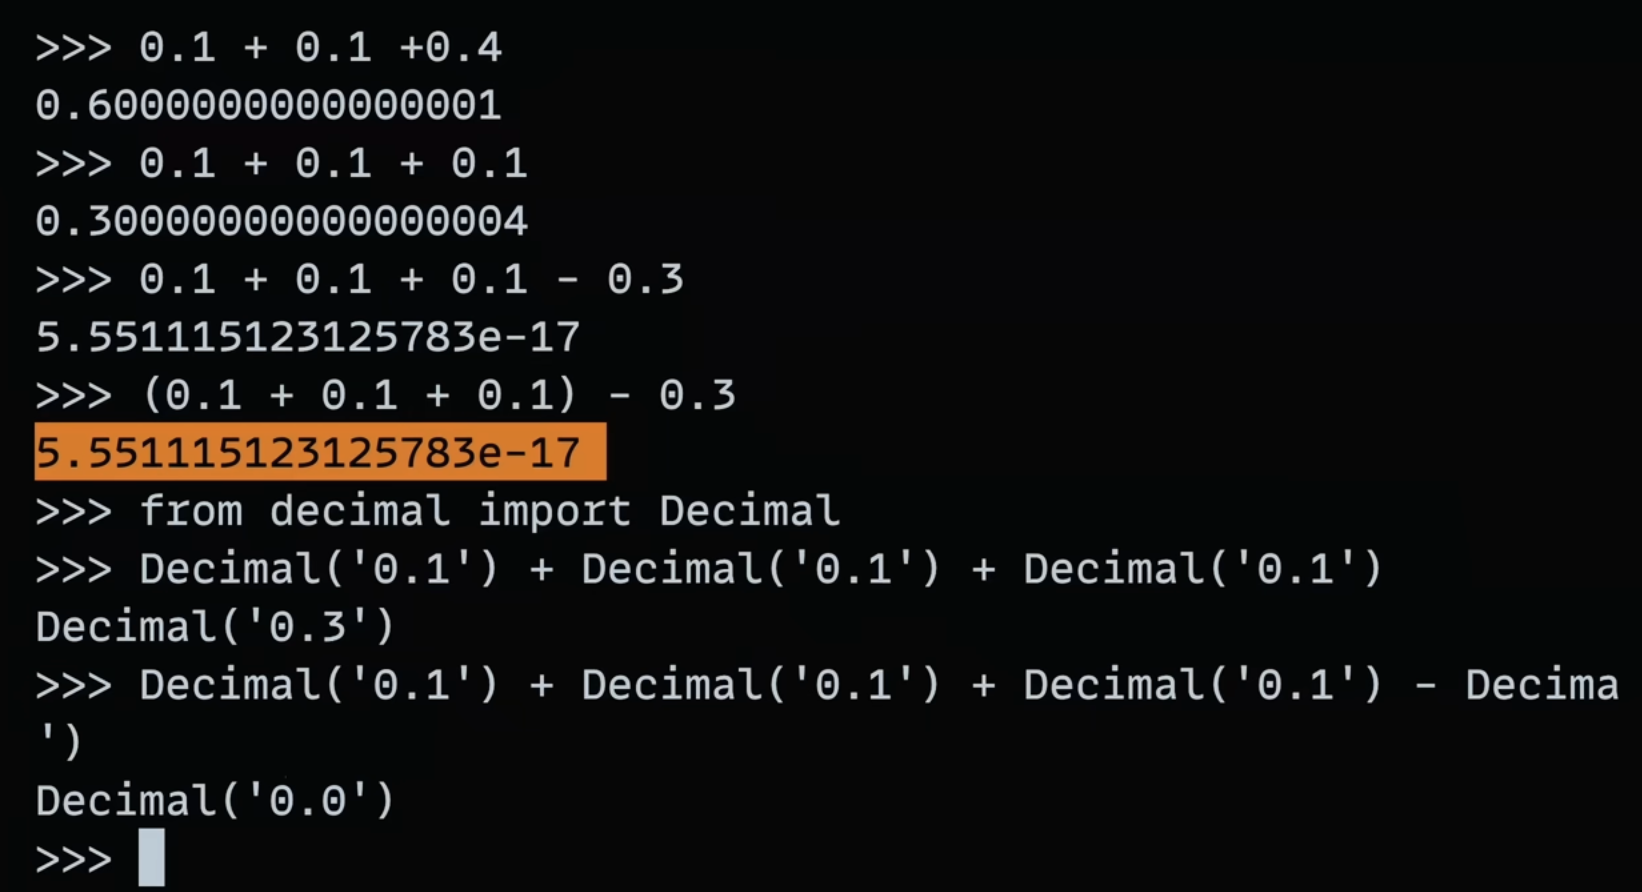 >>> 0.1 + 0.1 +0.4
0.6000000000000001
>>> 0.1 + 0.1 + 0.1
0.30000000000000004
>>> 0.1 + 0.1 + 0.1 - 0.3
5.551115123125783e-17
>>> (0.1 + 0.1 + 0.1) - 0.3
5.551115123125783e-17
>>> from decimal import Decimal
>>> Decimal('0.1') + Decimal('0.1') + Decimal('0.1')
Decimal('0.3')
>>> Decimal('0.1') + Decimal('0.1') + Decimal('0.1') - Decima
')
Decimal('0.0')
>>>